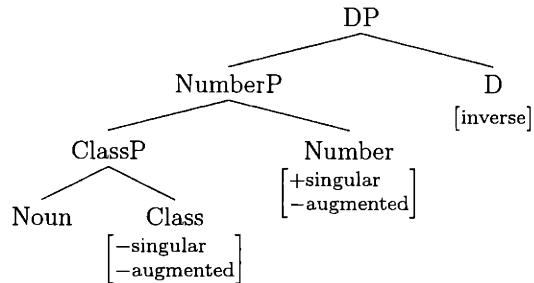 DP
NumberP D
[inverse]
ClassP Number
[+singular
−augmented]
Noun Class
[−singular
−augmented]